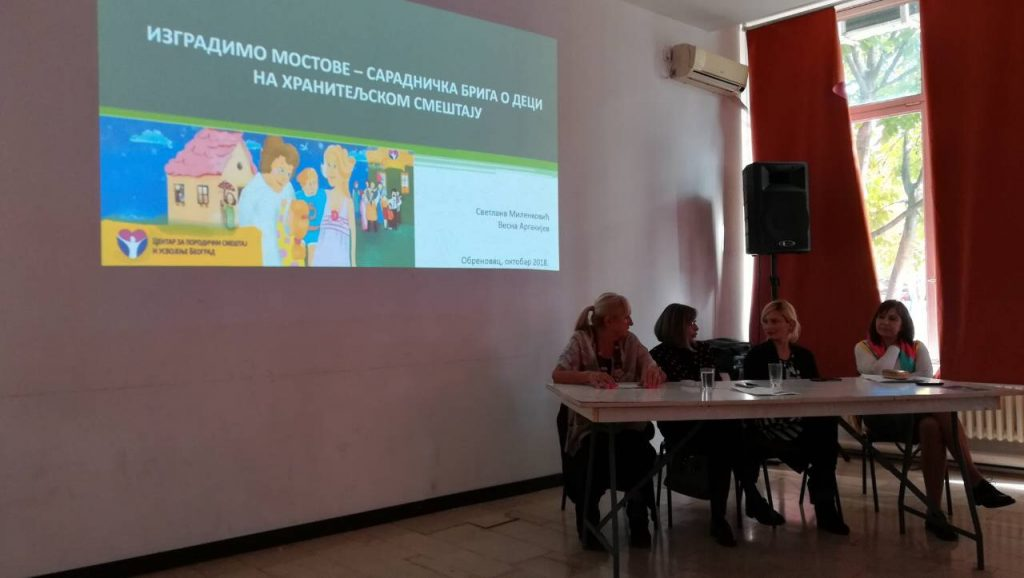 ИЗГРАДИМО МОСТОВЕ – САРАДНИЧКА БРИГА О ДЕЦИ
НА ХРАНИТЕЉСКОМ СМЕШТАЈУ
Светлана Миленковић
Весна Аргакијев
Обреновац, октобар 2018.
ЦЕНТАР ЗА ПОРОДИЧНИ СМЕШТАЈ
И УСВОЈЕЊЕ БЕОГРАД